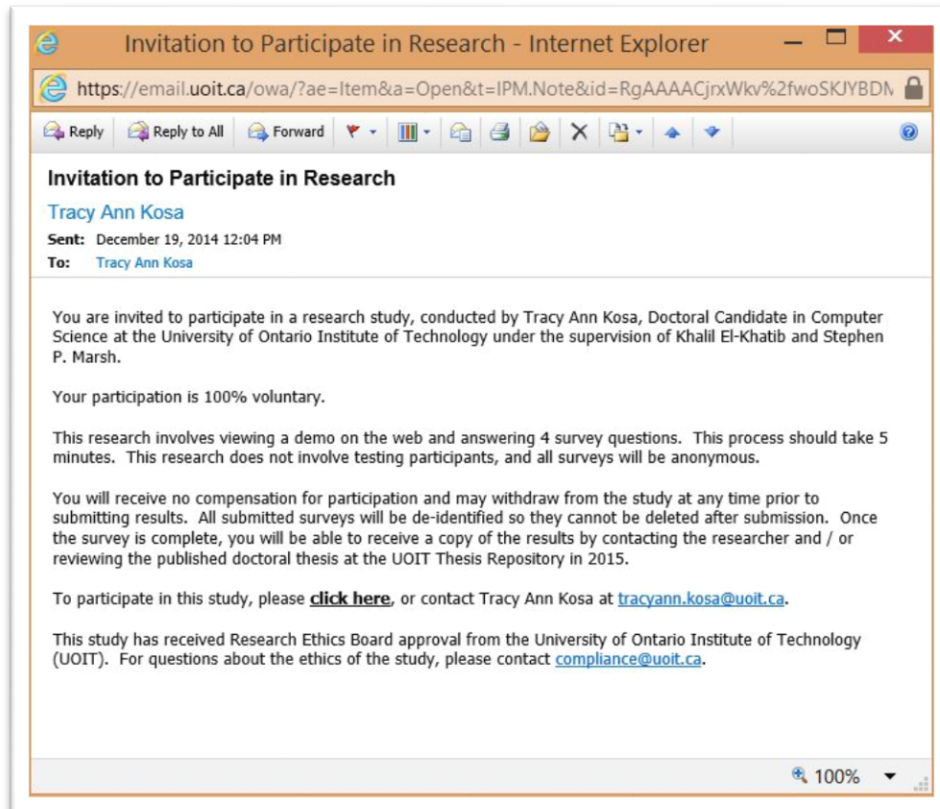 Invitation to Participate in Research - Internet Explorer
https://email.uoit.ca/owa/?ae=Item&a=Open&t=IPM.Note&id=RgAAAACjrxWkv%2fwoSKJYBDN
Reply Reply to All Forward
Invitation to Participate in Research
Tracy Ann Kosa
Sent: December 19, 2014 12:04 PM
To: Tracy Ann Kosa
You are invited to participate in a research study, conducted by Tracy Ann Kosa, Doctoral Candidate in Computer
Science at the University of Ontario Institute of Technology under the supervision of Khalil El-Khatib and Stephen
P. Marsh.
Your participation is 100% voluntary.
This research involves viewing a demo on the web and answering 4 survey questions.  This process should take 5
minutes.  This research does not involve testing participants, and all surveys will be anonymous.
You will receive no compensation for participation and may withdraw from the study at any time prior to
submitting results.  All submitted surveys will be de-identified so they cannot be deleted after submission.  Once
the survey is complete, you will be able to receive a copy of the results by contacting the researcher and / or
reviewing the published doctoral thesis at the UOIT Thesis Repository in 2015.
To participate in this study, please click here, or contact Tracy Ann Kosa at tracyann.kosa@uoit.ca.
This study has received Research Ethics Board approval from the University of Ontario Institute of Technology
(UOIT).  For questions about the ethics of the study, please contact compliance@uoit.ca.
100%